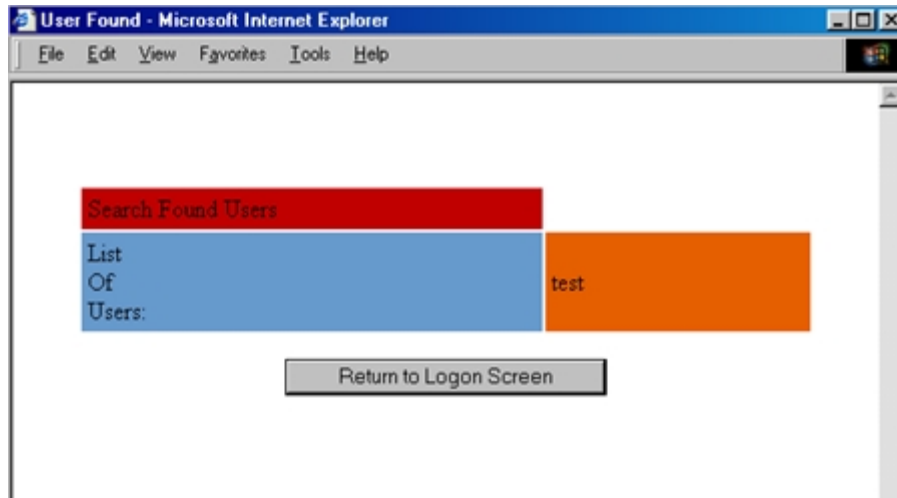 User Found - Microsoft Internet Explorer
File Edit View Favorites Tools Help
Search Found Users
List
Of
Users:
test
Return to Logon Screen